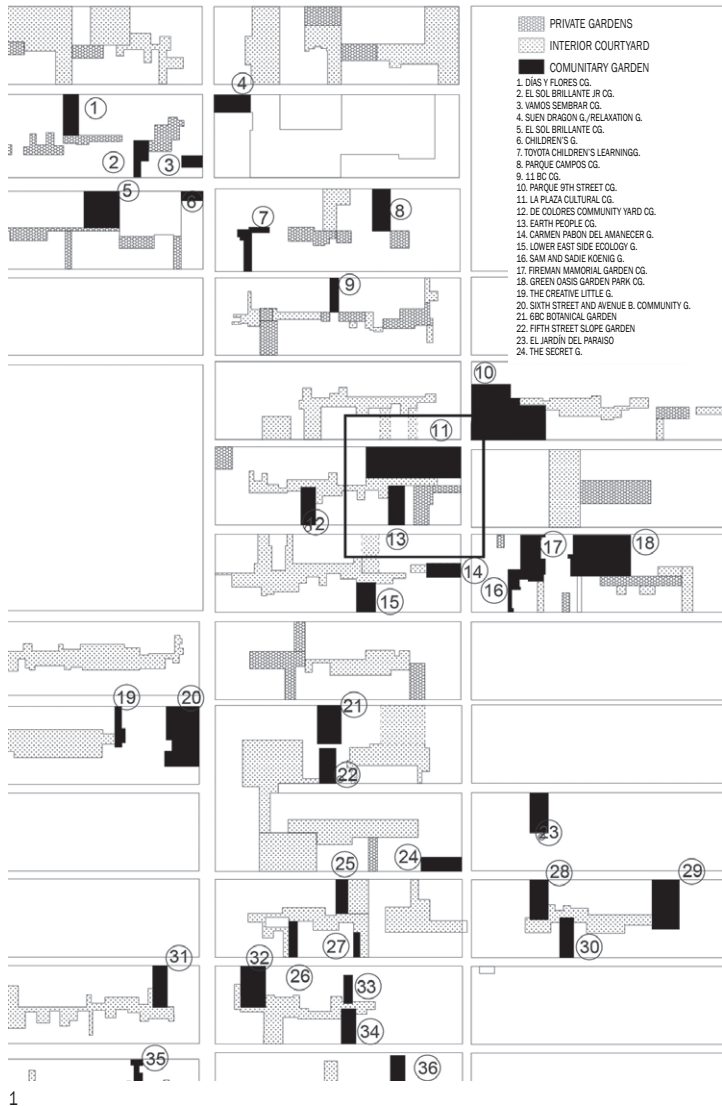 PRIVATE GARDENS
INTERIOR COURTYARD
COMUNITARY GARDEN
1. DÍAS Y FLORES CG.
2. EL SOL BRILLANTE JR CG.
3. VAMOS SEMBRAR CG.
4. SUEN DRAGON G./RELAXATION G.
5. EL SOL BRILLANTE CG.
6. CHILDREN'S G.
7. TOYOTA CHILDREN'S LEARNINGG.
8. PARQUE CAMPOS CG.
9. 11 BC CG.
10. PARQUE 9TH STREET CG.
11. LA PLAZA CULTURAL CG.
12. DE COLORES COMMUNITY YARD CG.
13. EARTH PEOPLE CG.
14. CARMEN PABÓN DEL AMANECER G.
15. LOWER EAST SIDE ECOLOGY G.
16. SAM AND SADIE KOENIG G.
17. FIREMAN MAMORIAL GARDEN CG.
18. GREEN OASIS GARDEN PARK CG.
19. THE CREATIVE LITTLE G.
20. SIXTH STREET AND AVENUE B. COMMUNITY G.
21. 6BC BOTANICAL GARDEN
22. FIFTH STREET SLOPE GARDEN
23. EL JARDÍN DEL PARAISO
24. THE SECRET G.
4
1
2
3
5
6
7
8
9
10
11
12
13
14
15
16
17
18
19
20
21
22
23
24
25
26
27
28
29
30
31
32
33
34
35
36
1